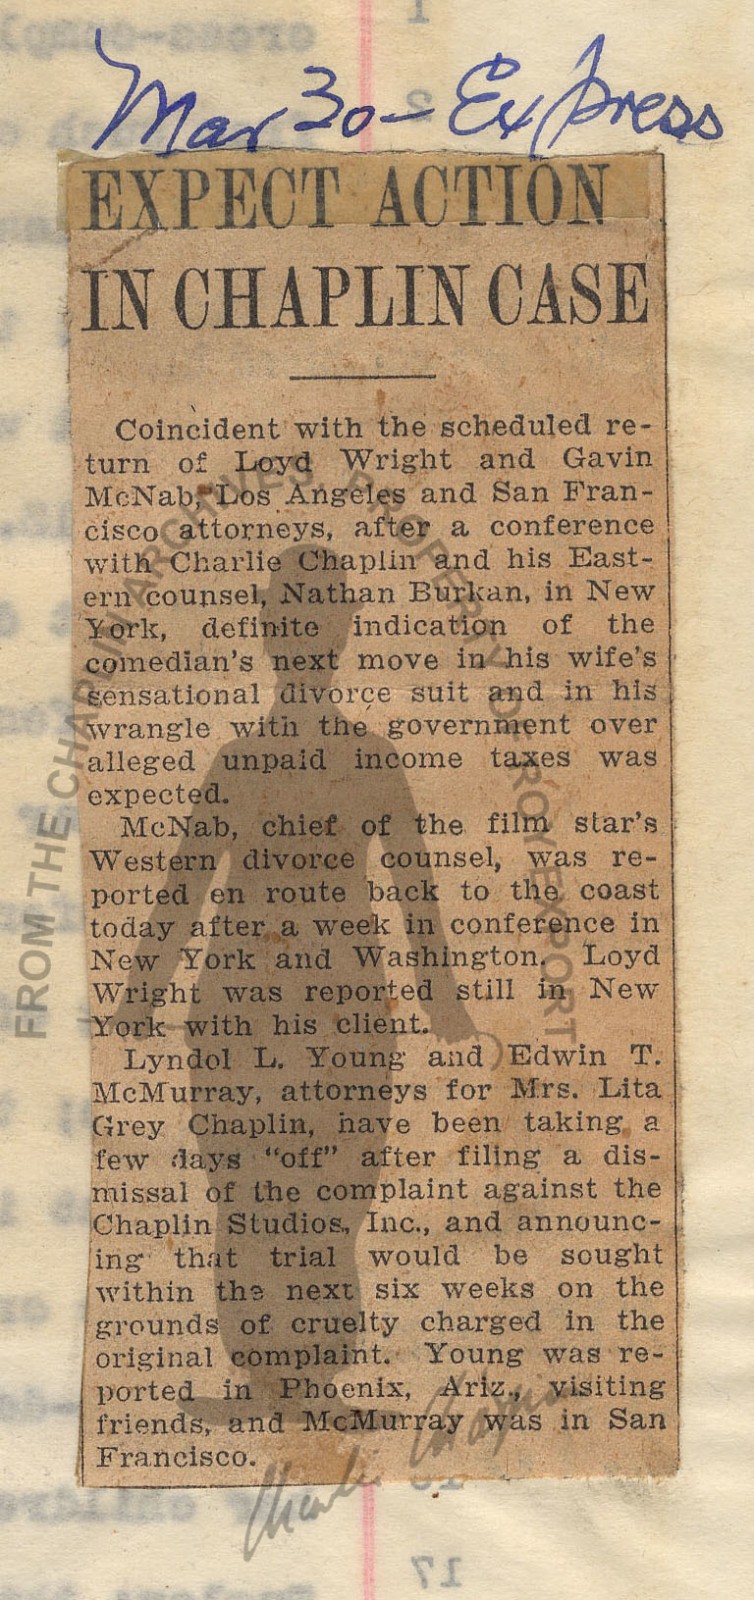 Mar 30 - Express
EXPECT ACTION
IN CHAPLIN CASE
Coincident with the scheduled re-
turn of Loyd Wright and Gavin
McNab, Los Angeles and San Fran-
cisco attorneys, after a conference
with Charlie Chaplin and his East-
ern counsel, Nathan Burkan, in New
York, definite indication of the
comedian's next move in his wife's
sensational divorce suit and in his
wrangle with the government over
alleged unpaid income taxes was
expected.
McNab, chief of the film star's
Western divorce counsel, was re-
ported en route back to the coast
today after a week in conference in
New York and Washington. Loyd
Wright was reported still in New
York with his client.
Lyndol L. Young and Edwin T.
McMurray, attorneys for Mrs. Lita
Grey Chaplin, have been taking a
few days "off" after filing a dis-
missal of the complaint against the
Chaplin Studios, Inc., and announc-
ing that trial would be sought
within the next six weeks on the
grounds of cruelty charged in the
original complaint. Young was re-
ported in Phoenix, Ariz., visiting
friends, and McMurray was in San
Francisco.
FROM THE CHAPLIN ARCHIVES, PROPERTY OF ROY EXPORT
Charlie Chaplin
17